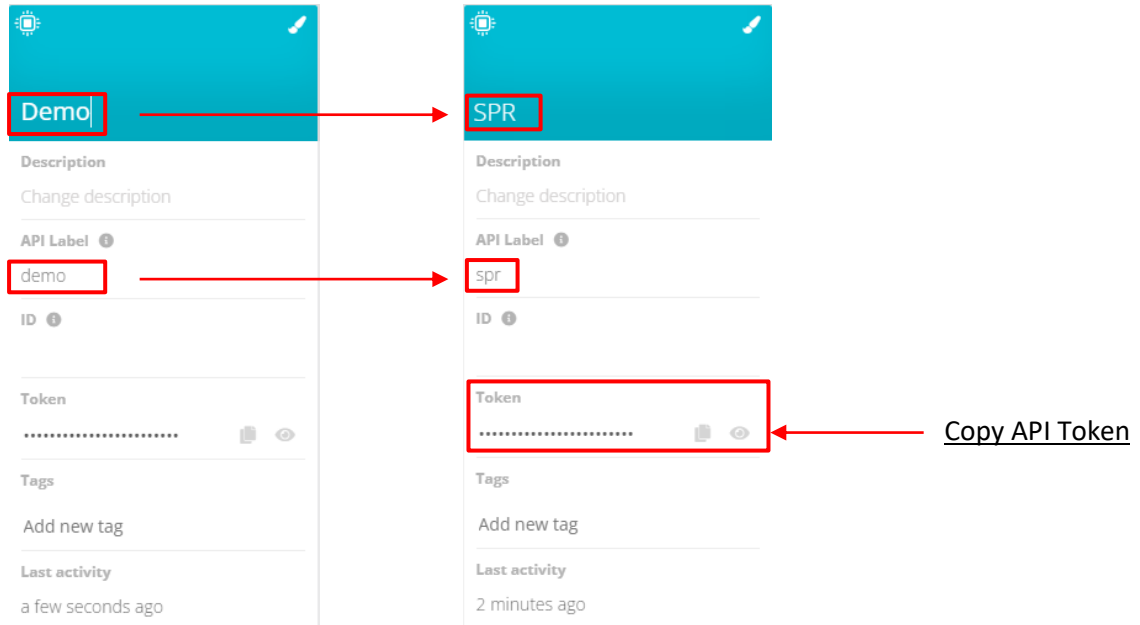 Demo
Description
Change description
API Label
demo
ID
Token
••••••••••••••••••••••••
Tags
Add new tag
Last activity
a few seconds ago
SPR
Description
Change description
API Label
spr
ID
Token
••••••••••••••••••••••••
Tags
Add new tag
Last activity
2 minutes ago
Copy API Token